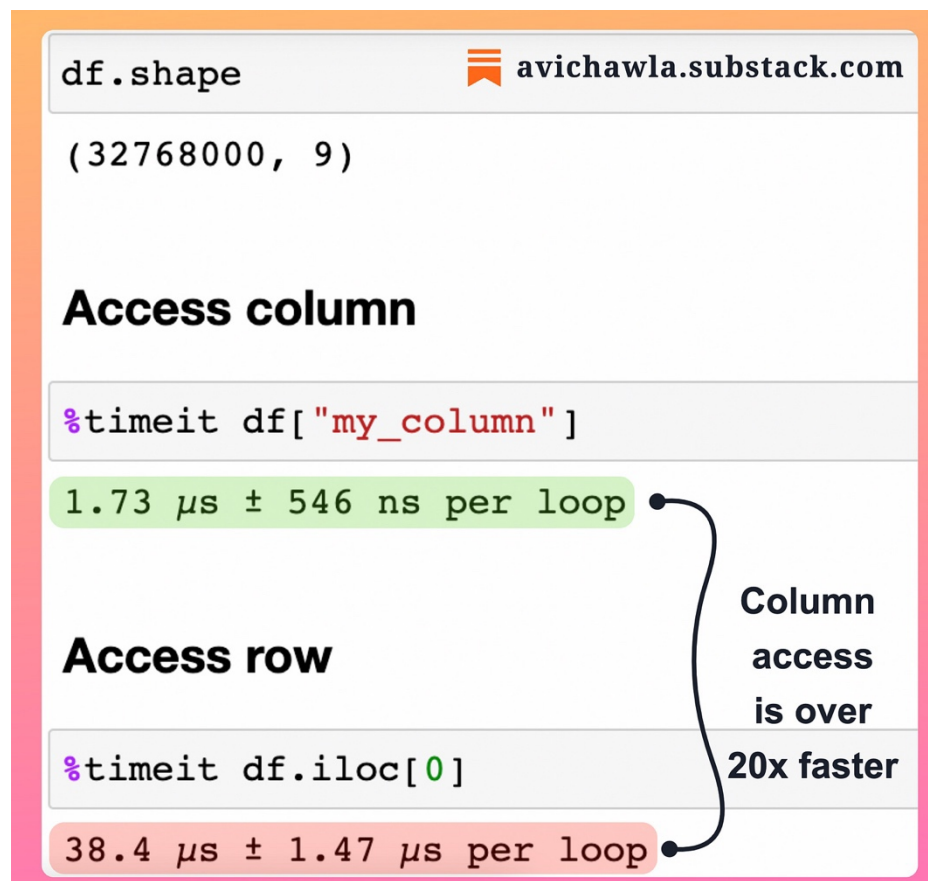 df.shape
avichawla.substack.com
(32768000, 9)
Access column
%timeit df["my_column"]
1.73 μs ± 546 ns per loop
Column
access
is over
20x faster
Access row
%timeit df.iloc[0]
38.4 μs ± 1.47 μs per loop